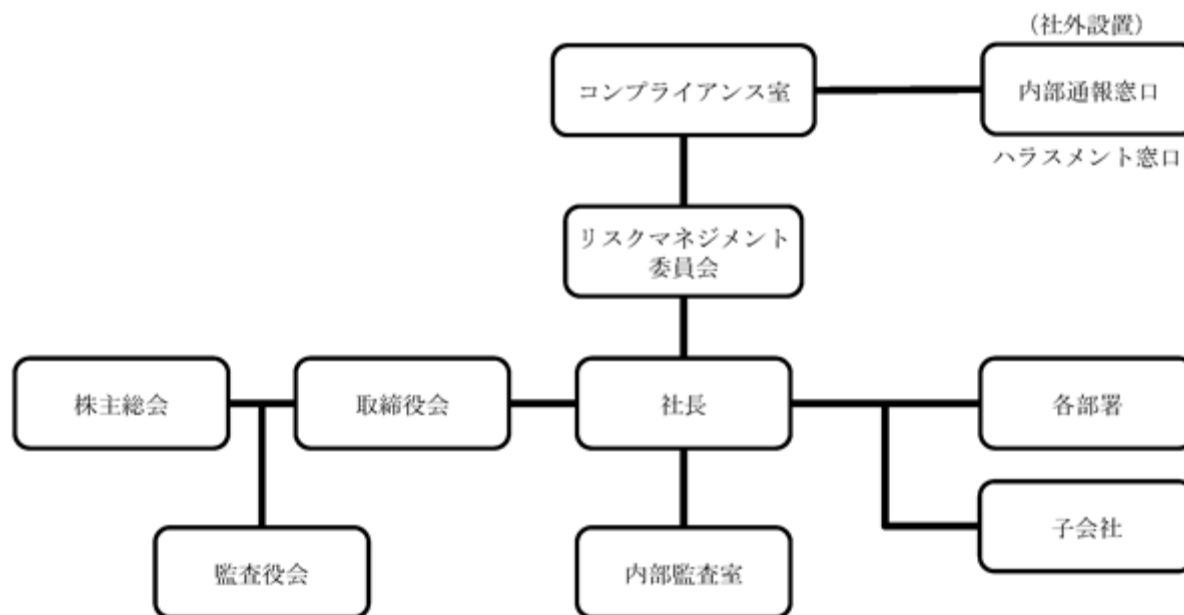 （社外設置）
コンプライアンス室
内部通報窓口
ハラスメント窓口
リスクマネジメント
委員会
株主総会
取締役会
社長
各部署
子会社
監査役会
内部監査室